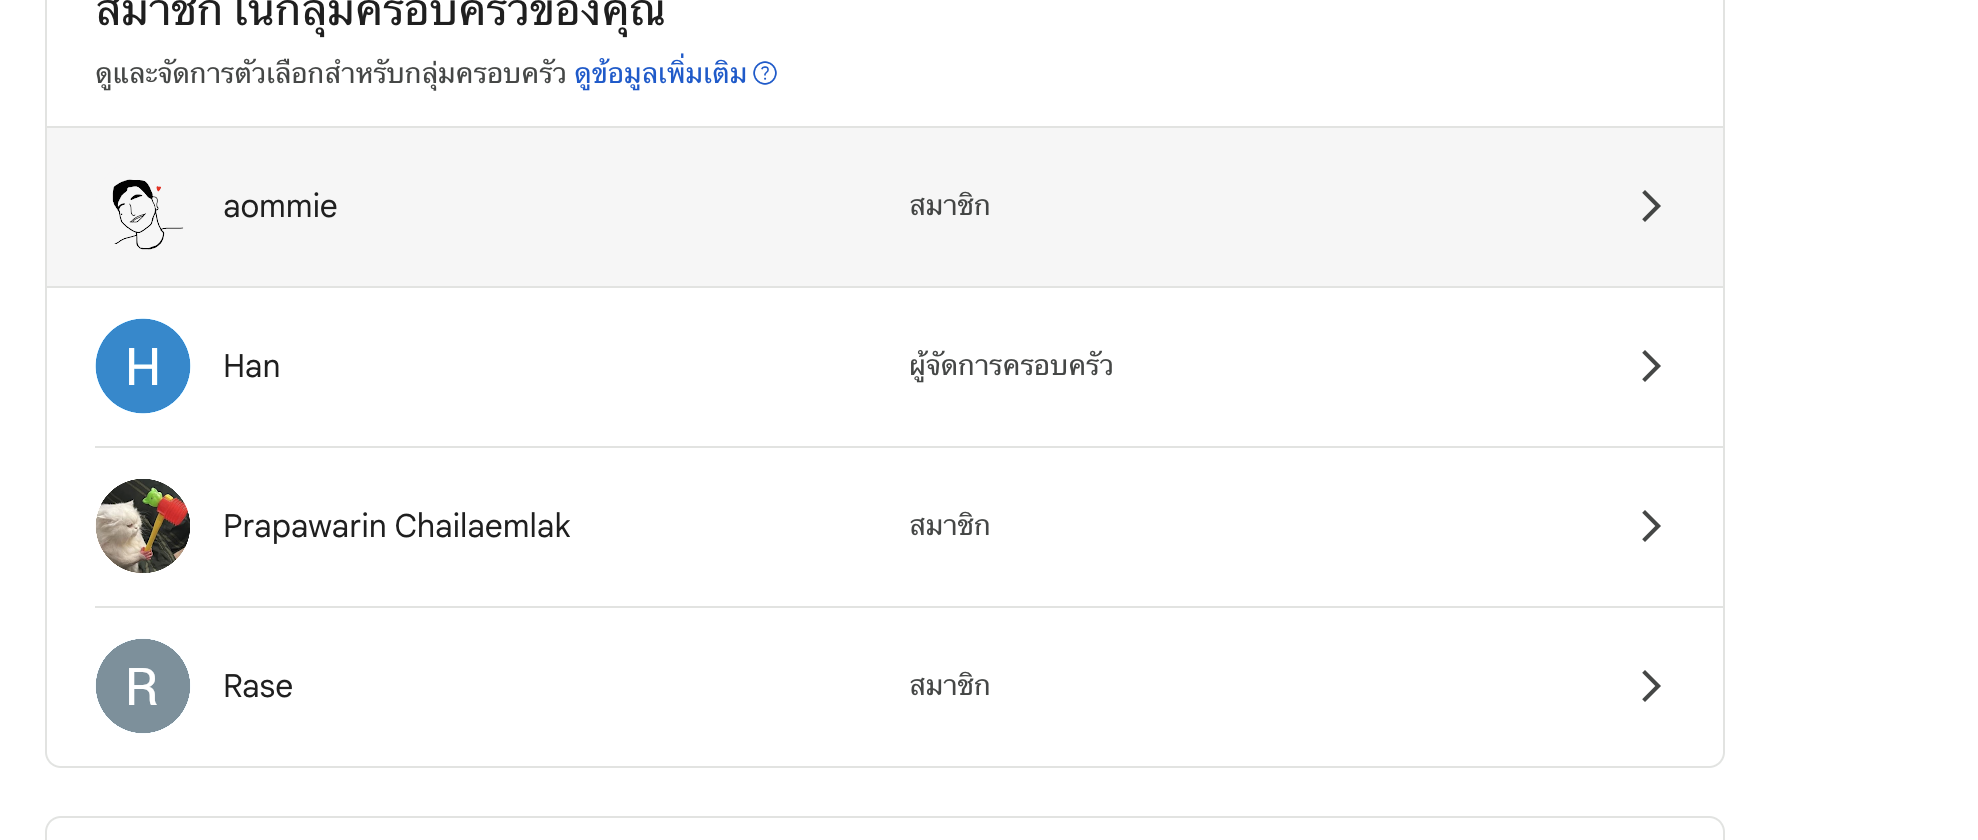 สมาชิกในกลุ่มครอบครัวของคุณ
ดูและจัดการตัวเลือกสำหรับกลุ่มครอบครัว ดูข้อมูลเพิ่มเติม ?
aommie สมาชิก
H Han ผู้จัดการครอบครัว
Prapawarin Chailaemlak สมาชิก
R Rase สมาชิก